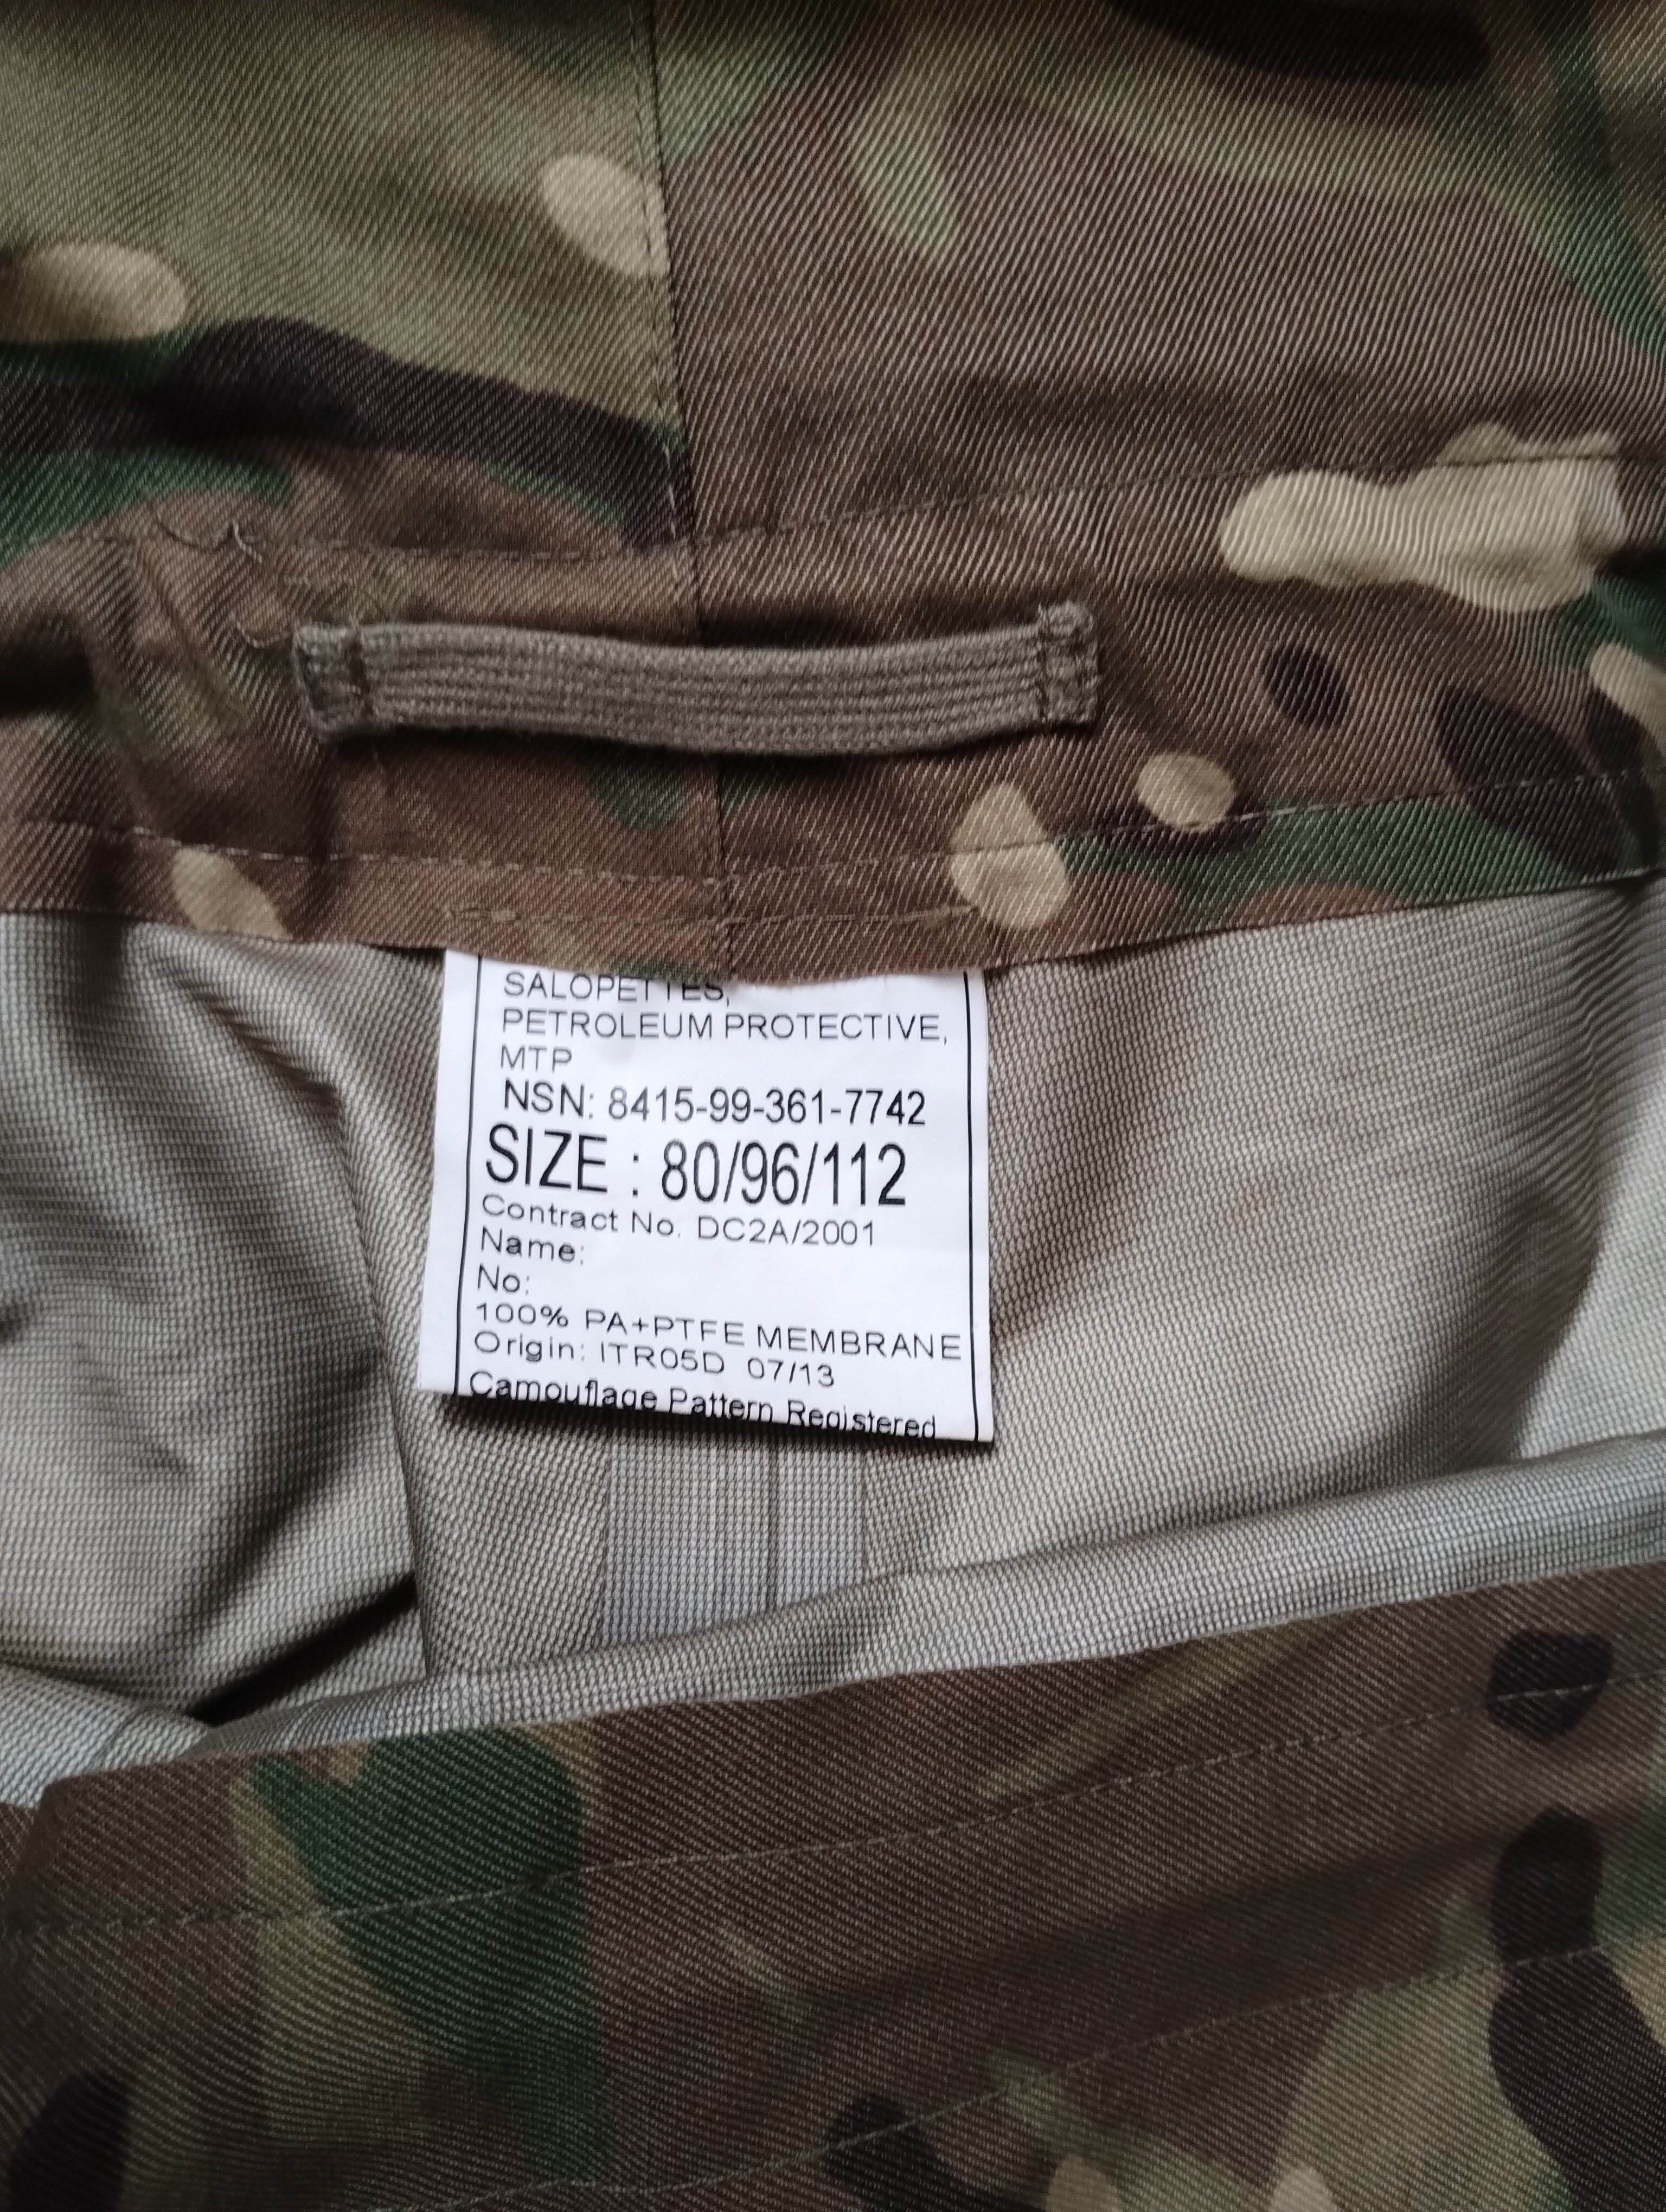 SALOPETTES,
PETROLEUM PROTECTIVE,
MTP
NSN: 8415-99-361-7742
SIZE : 80/96/112
Contract No. DC2A/2001
Name:
No:
100% PA+PTFE MEMBRANE
Origin: ITR05D 07/13
Camouflage Pattern Registered